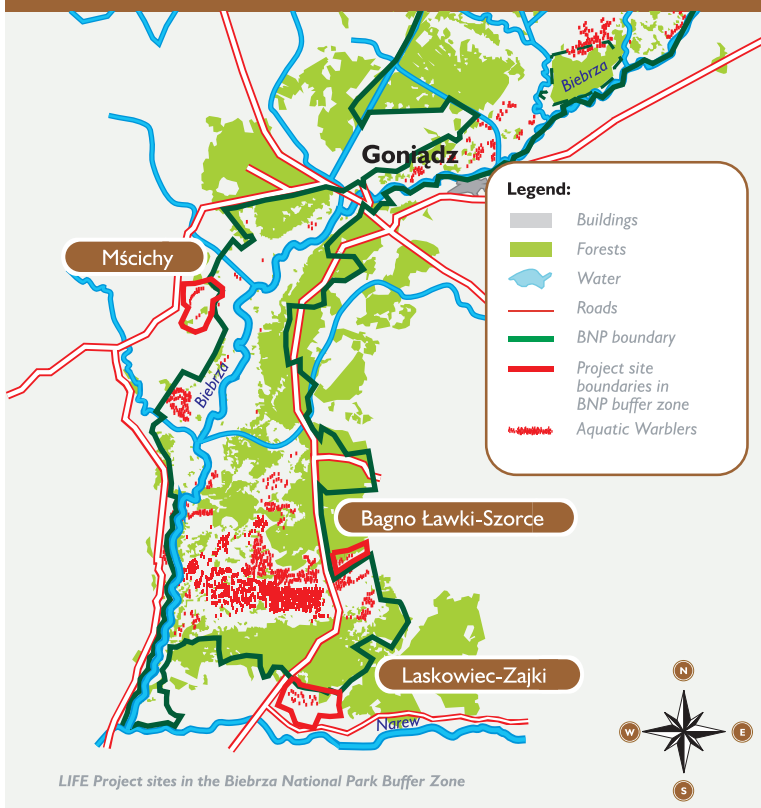 Biebrza
Goniądz
Legend:
Buildings
Forests
Water
Roads
BNP boundary
Project site
boundaries in
BNP buffer zone
Aquatic Warblers
Mścichy
Biebrza
Bagno Ławki-Szorce
Laskowiec-Zajki
Narew
N
W
E
S
LIFE Project sites in the Biebrza National Park Buffer Zone